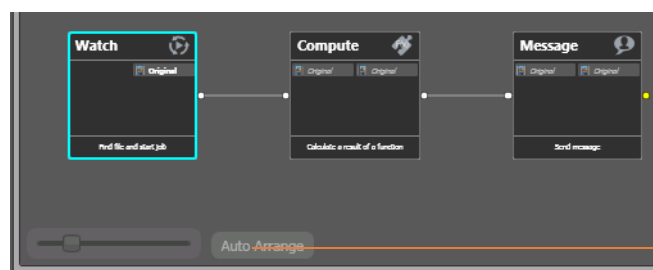 Watch
Compute
Message
Original
Original Original
Original Original
Find file and start job
Calculate a result of a function
Send message
Auto Arrange